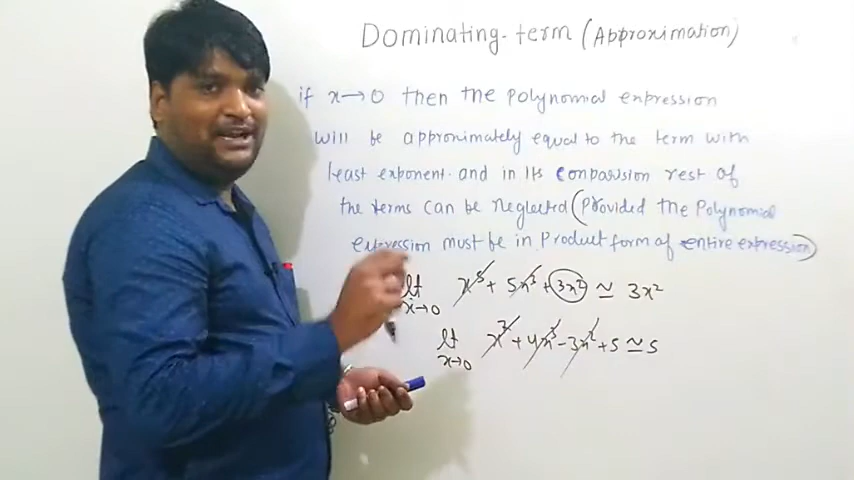 Dominating-term (Approximation)
if x→0 then the polynomial expression
will be approximately equal to the term with
least exponent. and in its comparision rest of
the terms can be neglected (Provided the Polynomial
expression must be in Product form of entire expression)
lt x→0 x⁵ + 5x³ + 3x² ≅ 3x²
lt x→0 x⁷ + 4x³ - 3x² + 5 ≅ 5